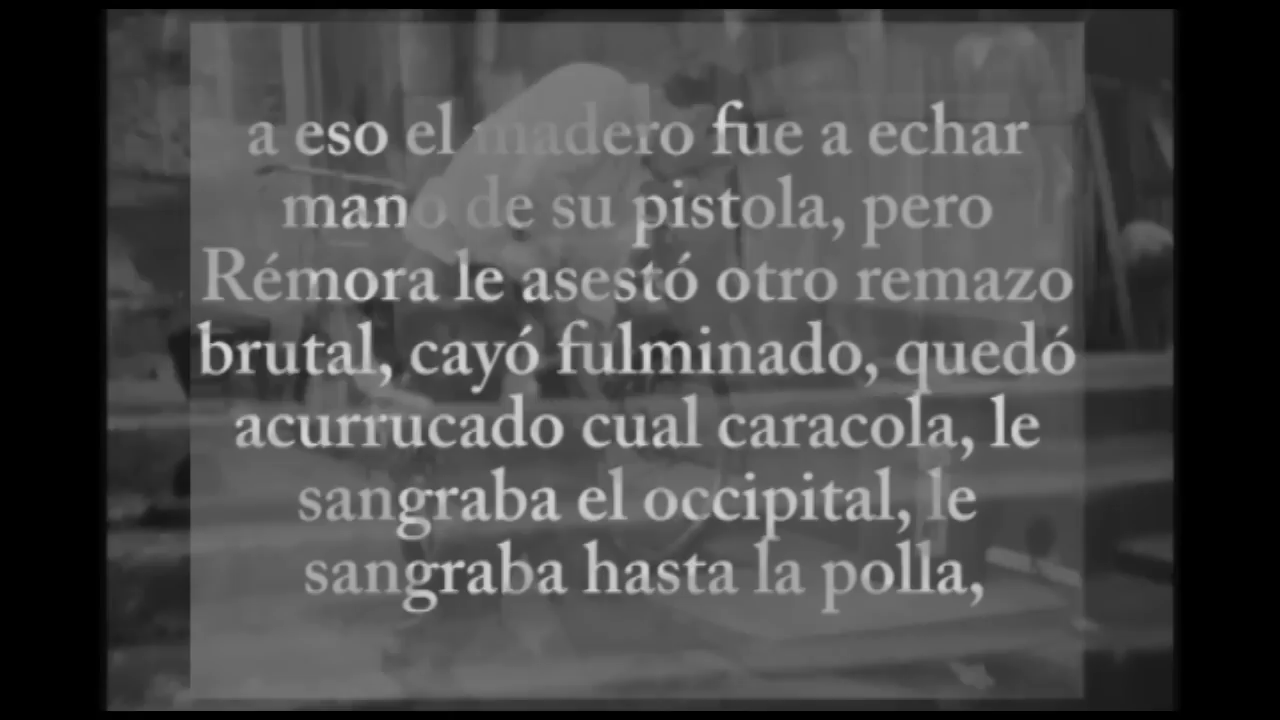 a eso el madero fue a echar
mano de su pistola, pero
Rémora le asestó otro remazo
brutal, cayó fulminado, quedó
acurrucado cual caracola, le
sangraba el occipital, le
sangraba hasta la polla,